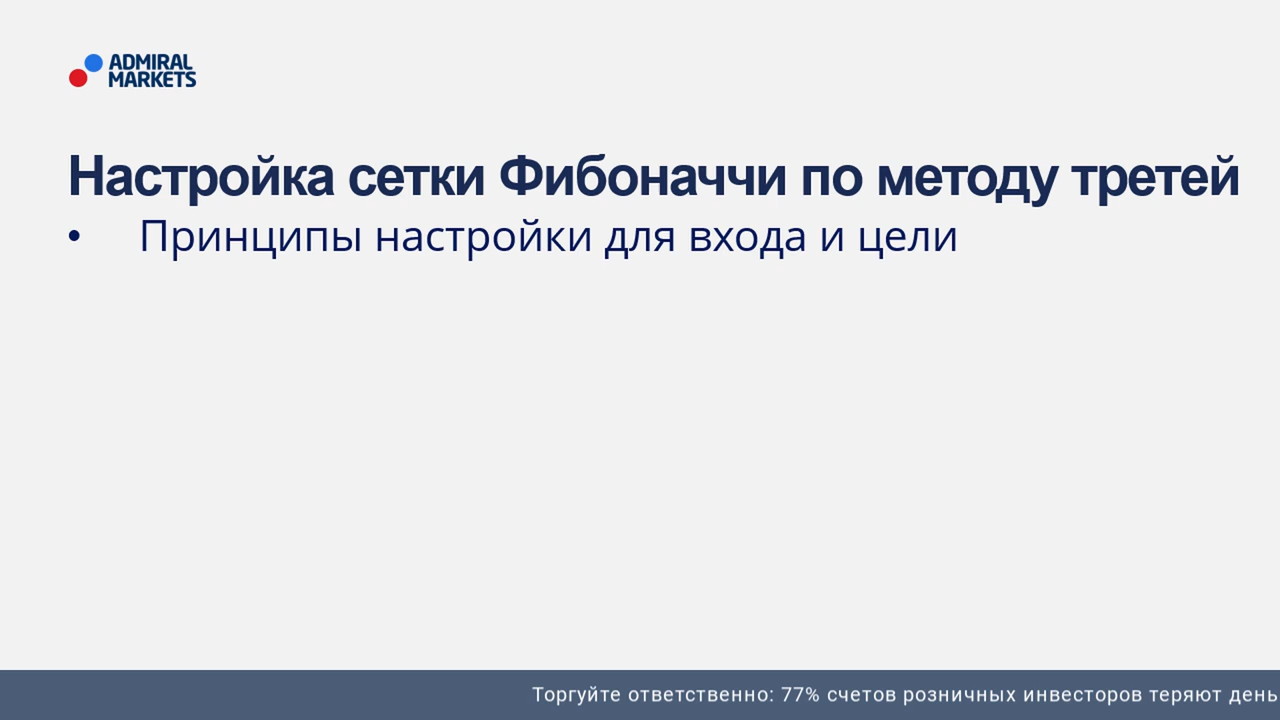 ADMIRAL
MARKETS
Настройка сетки Фибоначчи по методу третей
• Принципы настройки для входа и цели
Торгуйте ответственно: 77% счетов розничных инвесторов теряют день